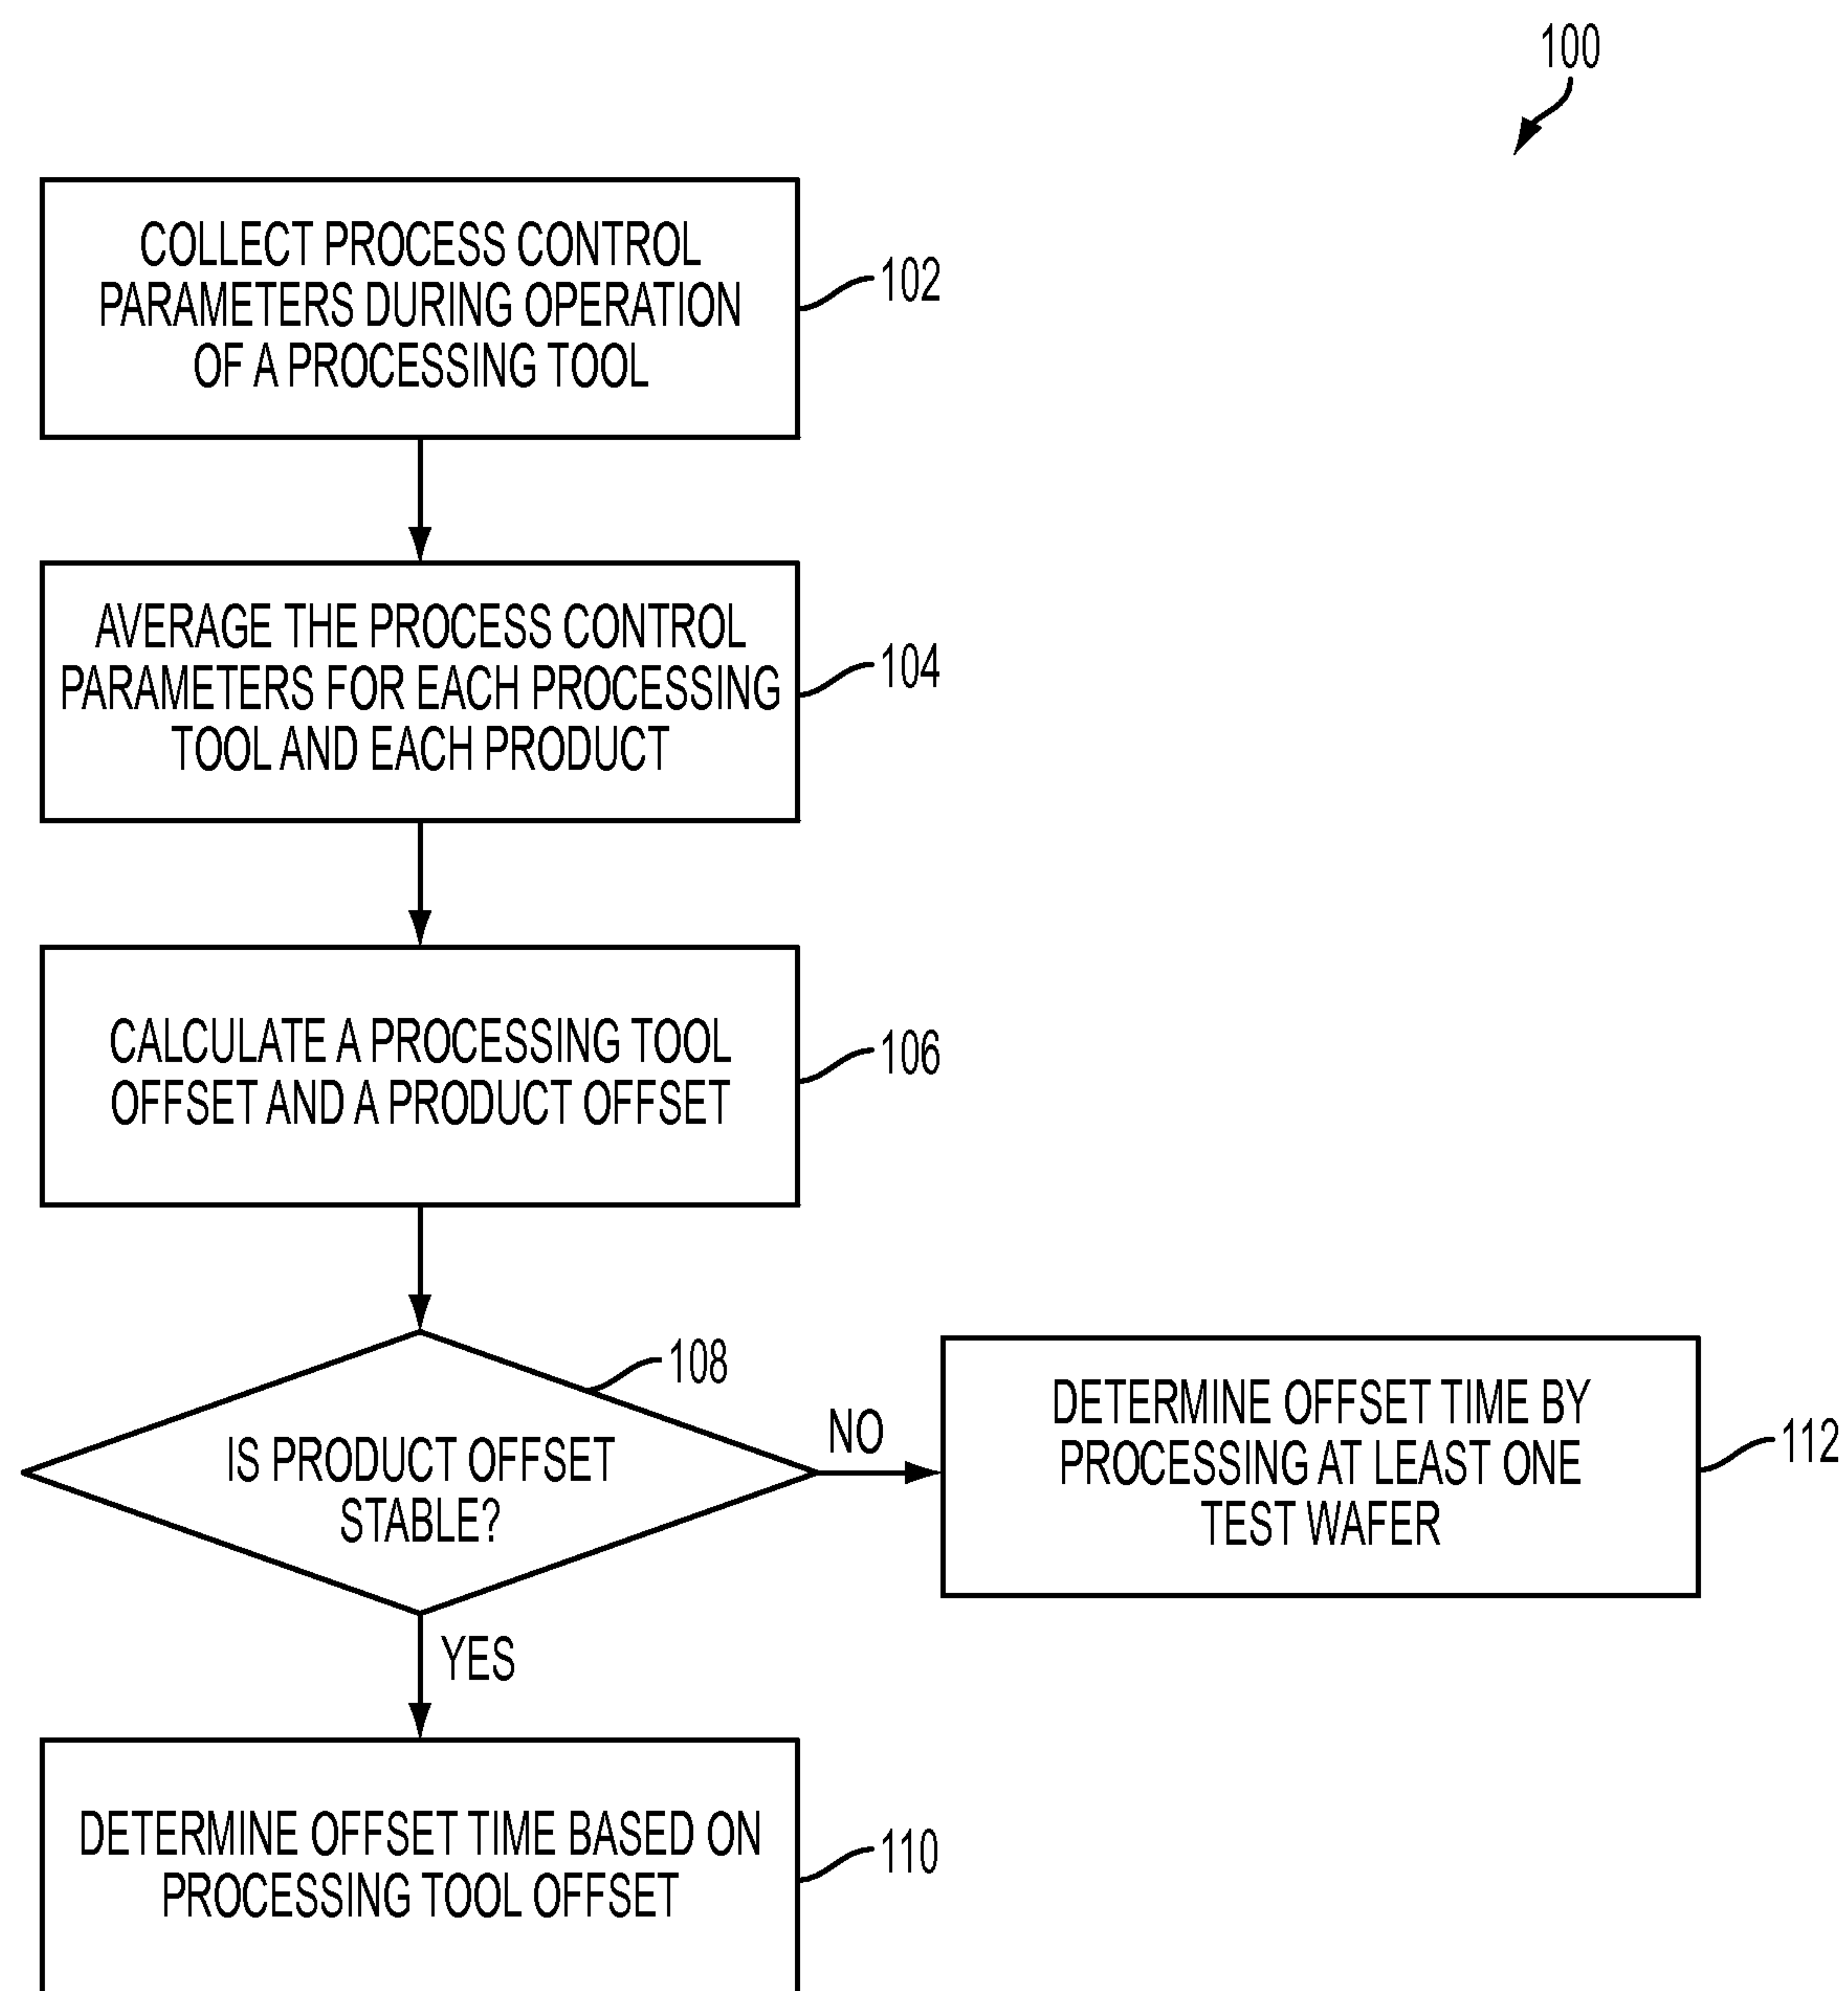 100
COLLECT PROCESS CONTROL
PARAMETERS DURING OPERATION
OF A PROCESSING TOOL
102
AVERAGE THE PROCESS CONTROL
PARAMETERS FOR EACH PROCESSING
TOOL AND EACH PRODUCT
104
CALCULATE A PROCESSING TOOL
OFFSET AND A PRODUCT OFFSET
106
IS PRODUCT OFFSET
STABLE?
108
NO
DETERMINE OFFSET TIME BY
PROCESSING AT LEAST ONE
TEST WAFER
112
YES
DETERMINE OFFSET TIME BASED ON
PROCESSING TOOL OFFSET
110